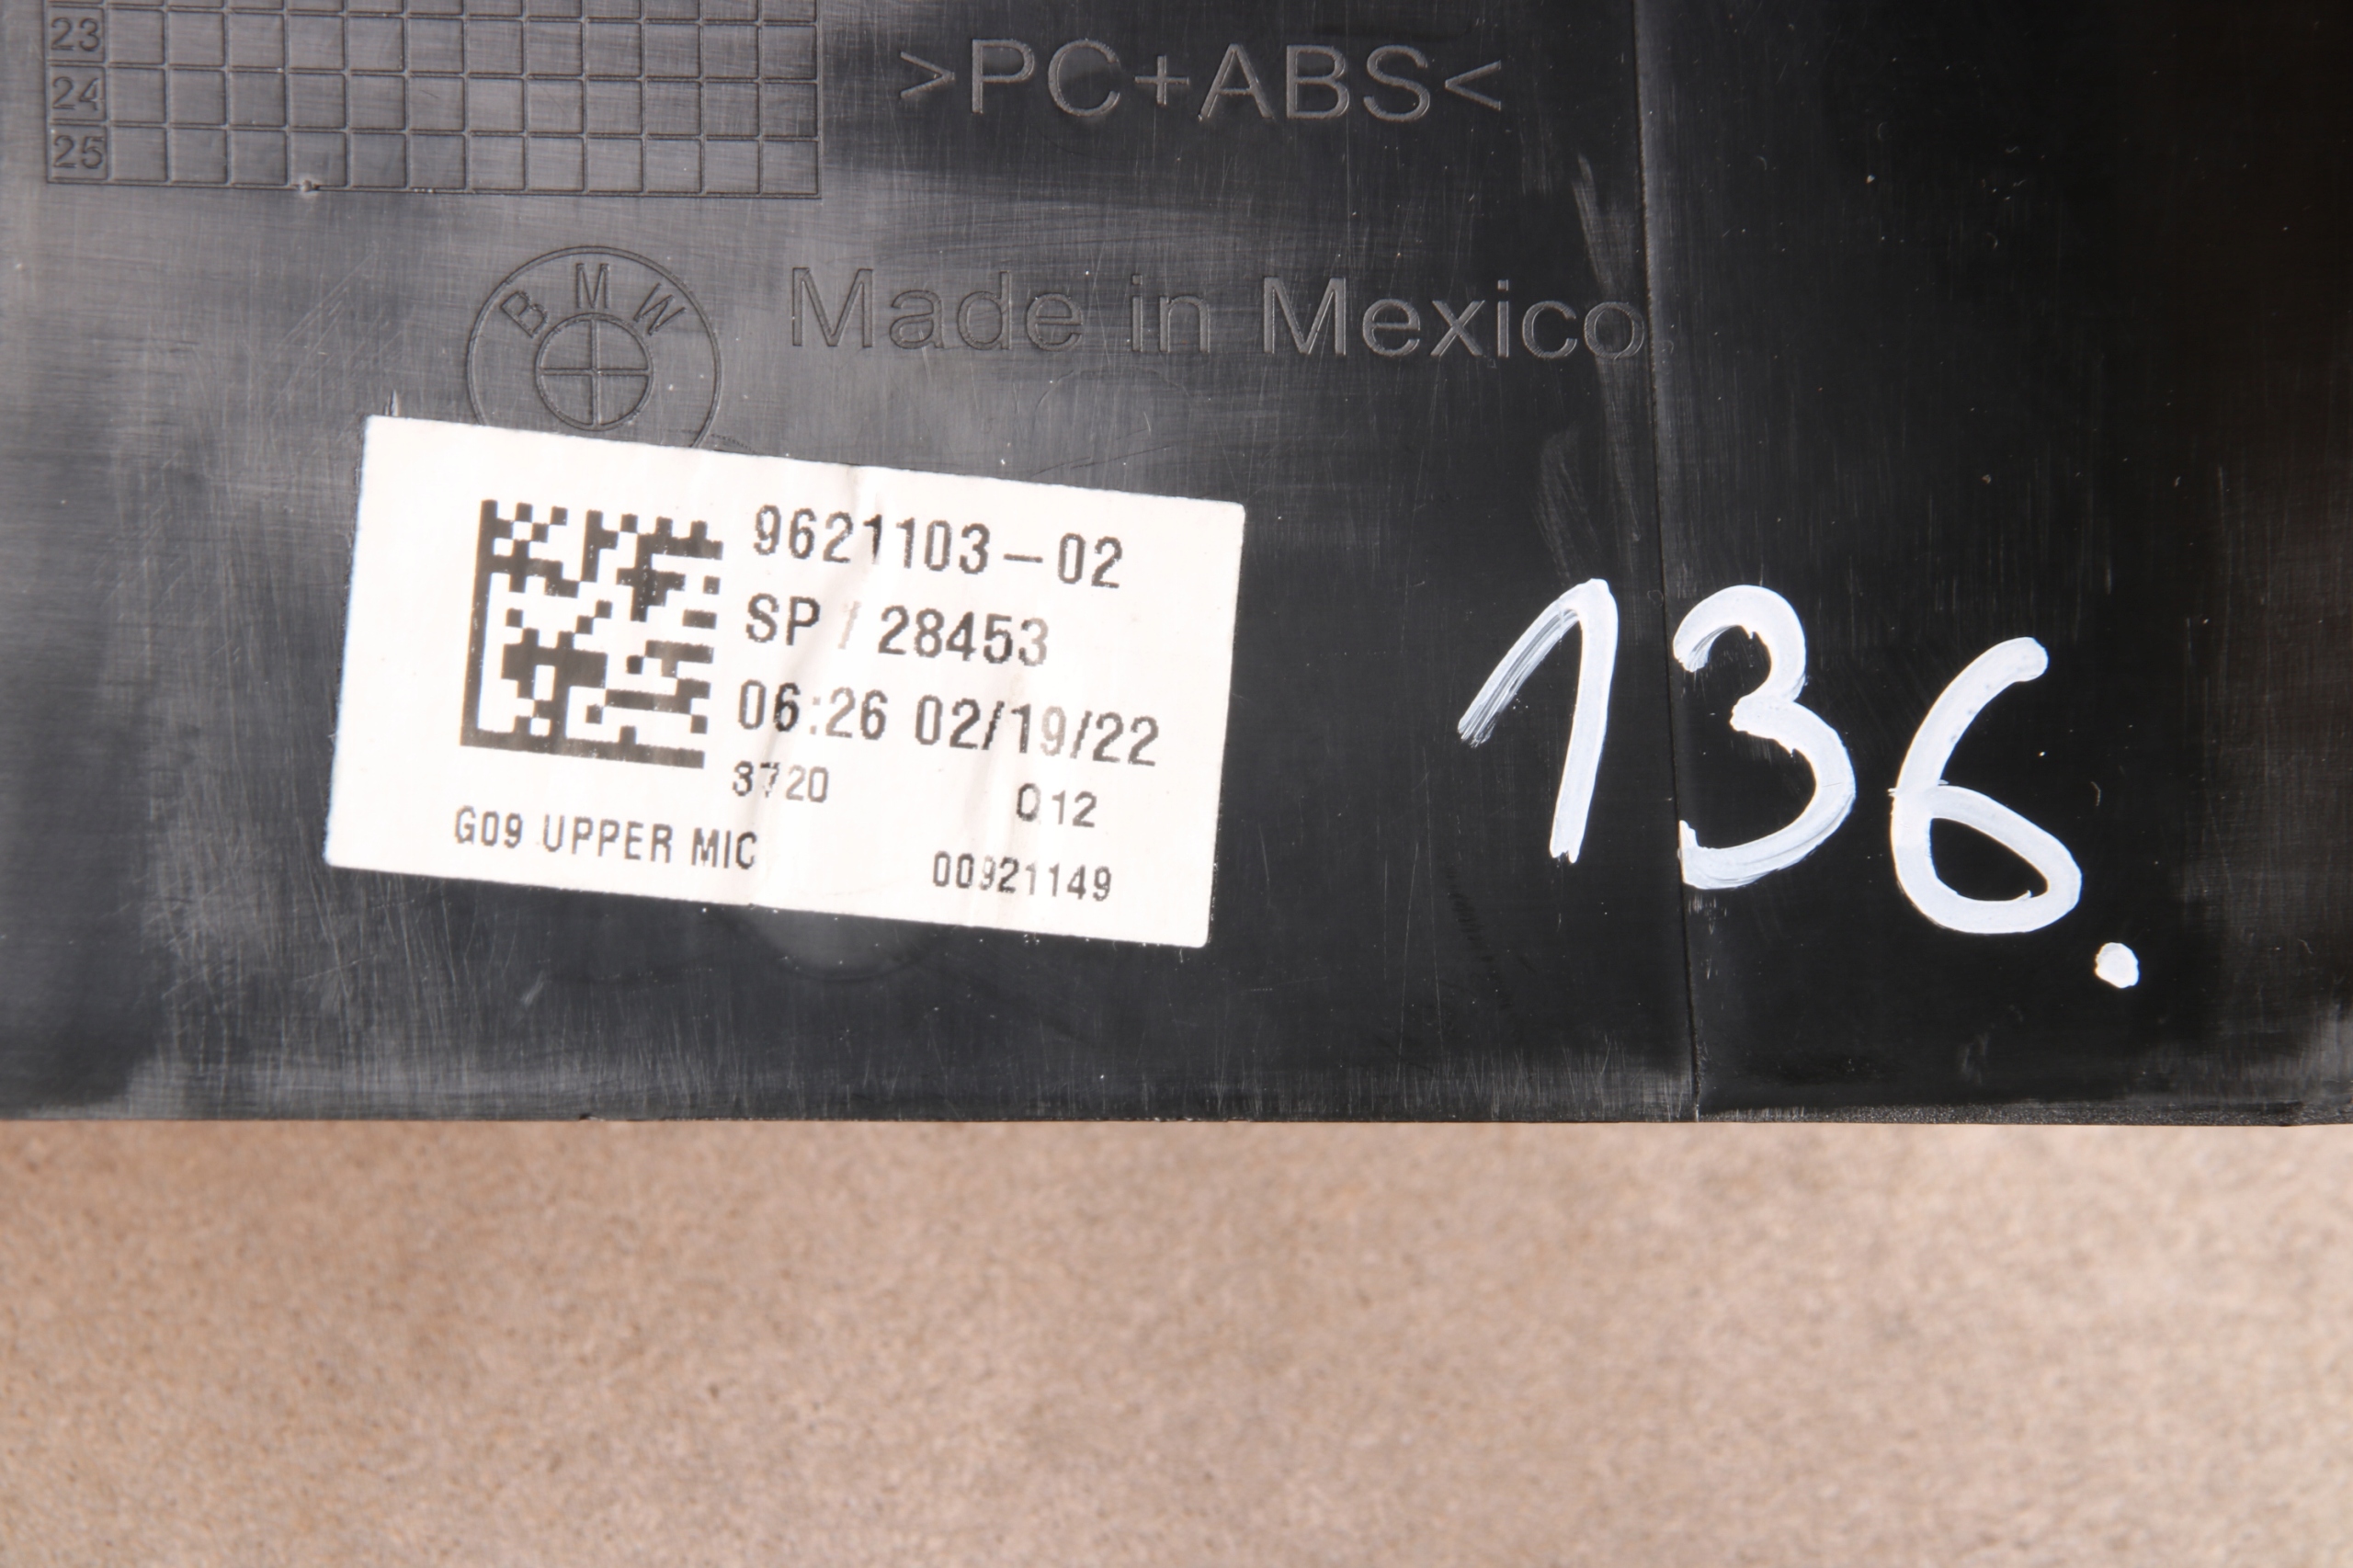 23
24
25
>PC+ABS<
BMW
Made in Mexico
9621103-02
SP / 28453
06:26 02/19/22
3720 012
G09 UPPER MIC 00921149
136.